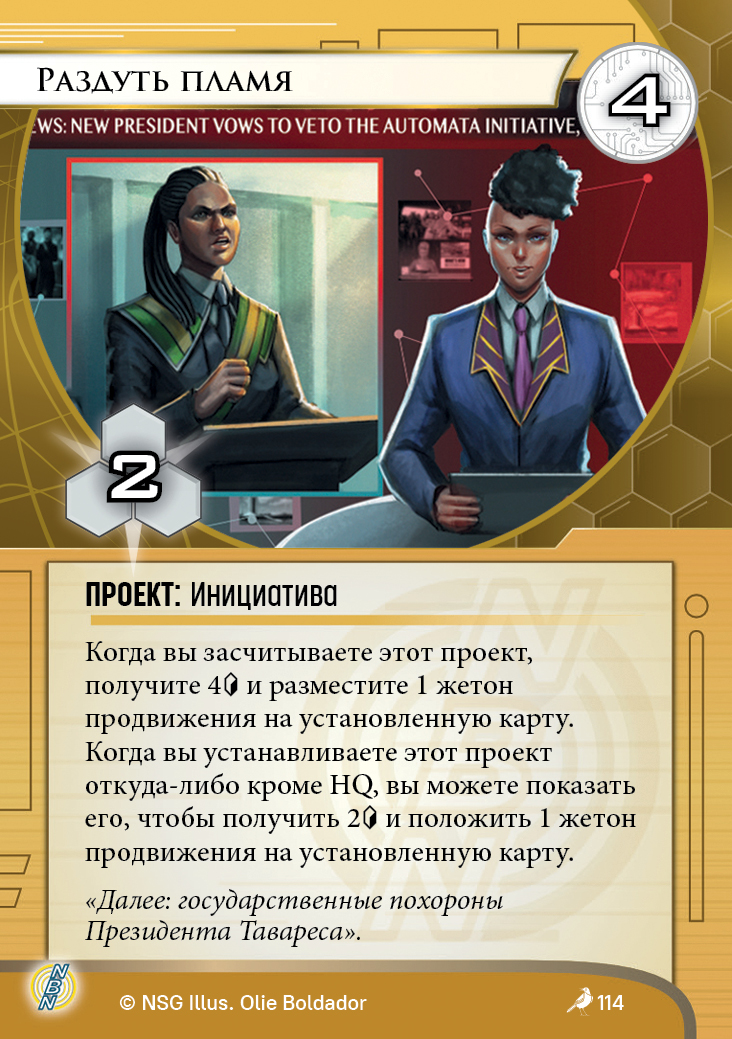 Раздуть пламя
4
EWS: NEW PRESIDENT VOWS TO VETO THE AUTOMATA INITIATIVE,
2
ПРОЕКТ: Инициатива
Когда вы засчитываете этот проект,
получите 4 и разместите 1 жетон
продвижения на установленную карту.
Когда вы устанавливаете этот проект
откуда-либо кроме HQ, вы можете показать
его, чтобы получить 2 и положить 1 жетон
продвижения на установленную карту.
«Далее: государственные похороны
Президента Тавареса».
NBN
© NSG Illus. Olie Boldador
114